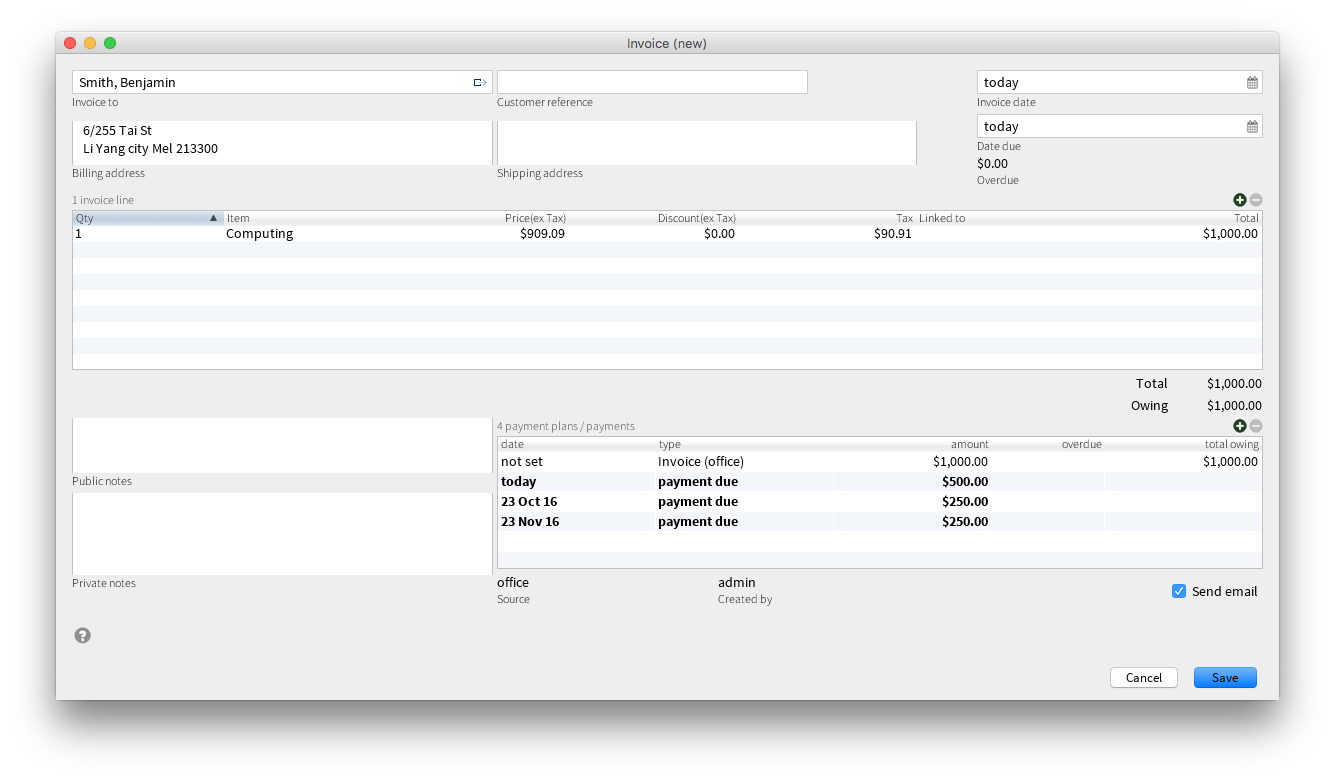 Invoice (new)
Smith, Benjamin
today
Invoice to
Customer reference
Invoice date
6/255 Tai St
Li Yang city Mel 213300
today
Billing address
Shipping address
Date due
$0.00
Overdue
1 invoice line
Qty Item Price(ex Tax) Discount(ex Tax) Tax Linked to Total
1 Computing $909.09 $0.00 $90.91 $1,000.00
Total $1,000.00
Owing $1,000.00
4 payment plans / payments
date type amount overdue total owing
not set Invoice (office) $1,000.00 $1,000.00
today payment due $500.00
23 Oct 16 payment due $250.00
23 Nov 16 payment due $250.00
Public notes
Private notes
office
Source
admin
Created by
Send email
?
Cancel Save